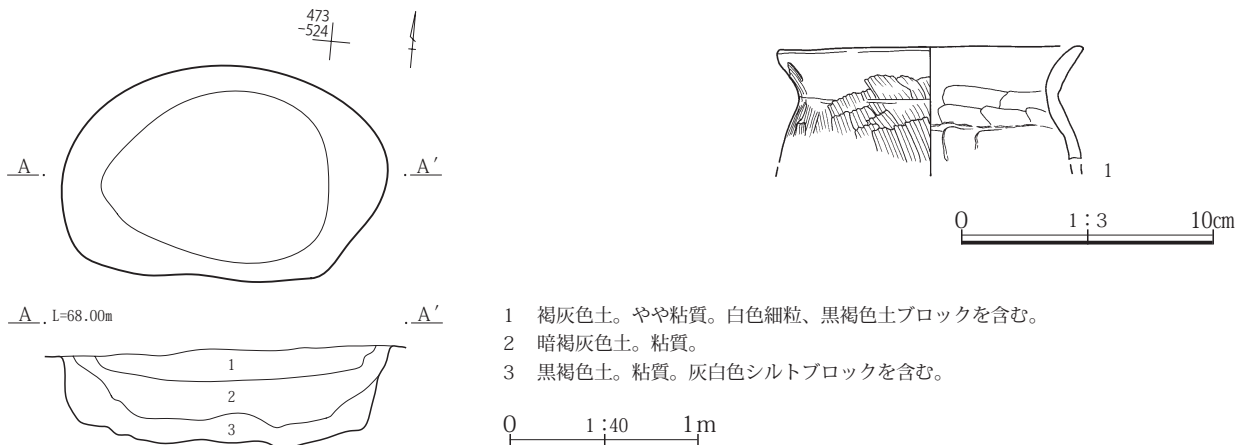 473
-524
A . . A′
1
0 1:3 10cm
A . L=68.00m . A′
1
2
3
1 褐灰色土。やや粘質。白色細粒、黒褐色土ブロックを含む。
2 暗褐灰色土。粘質。
3 黒褐色土。粘質。灰白色シルトブロックを含む。
0 1:40 1m